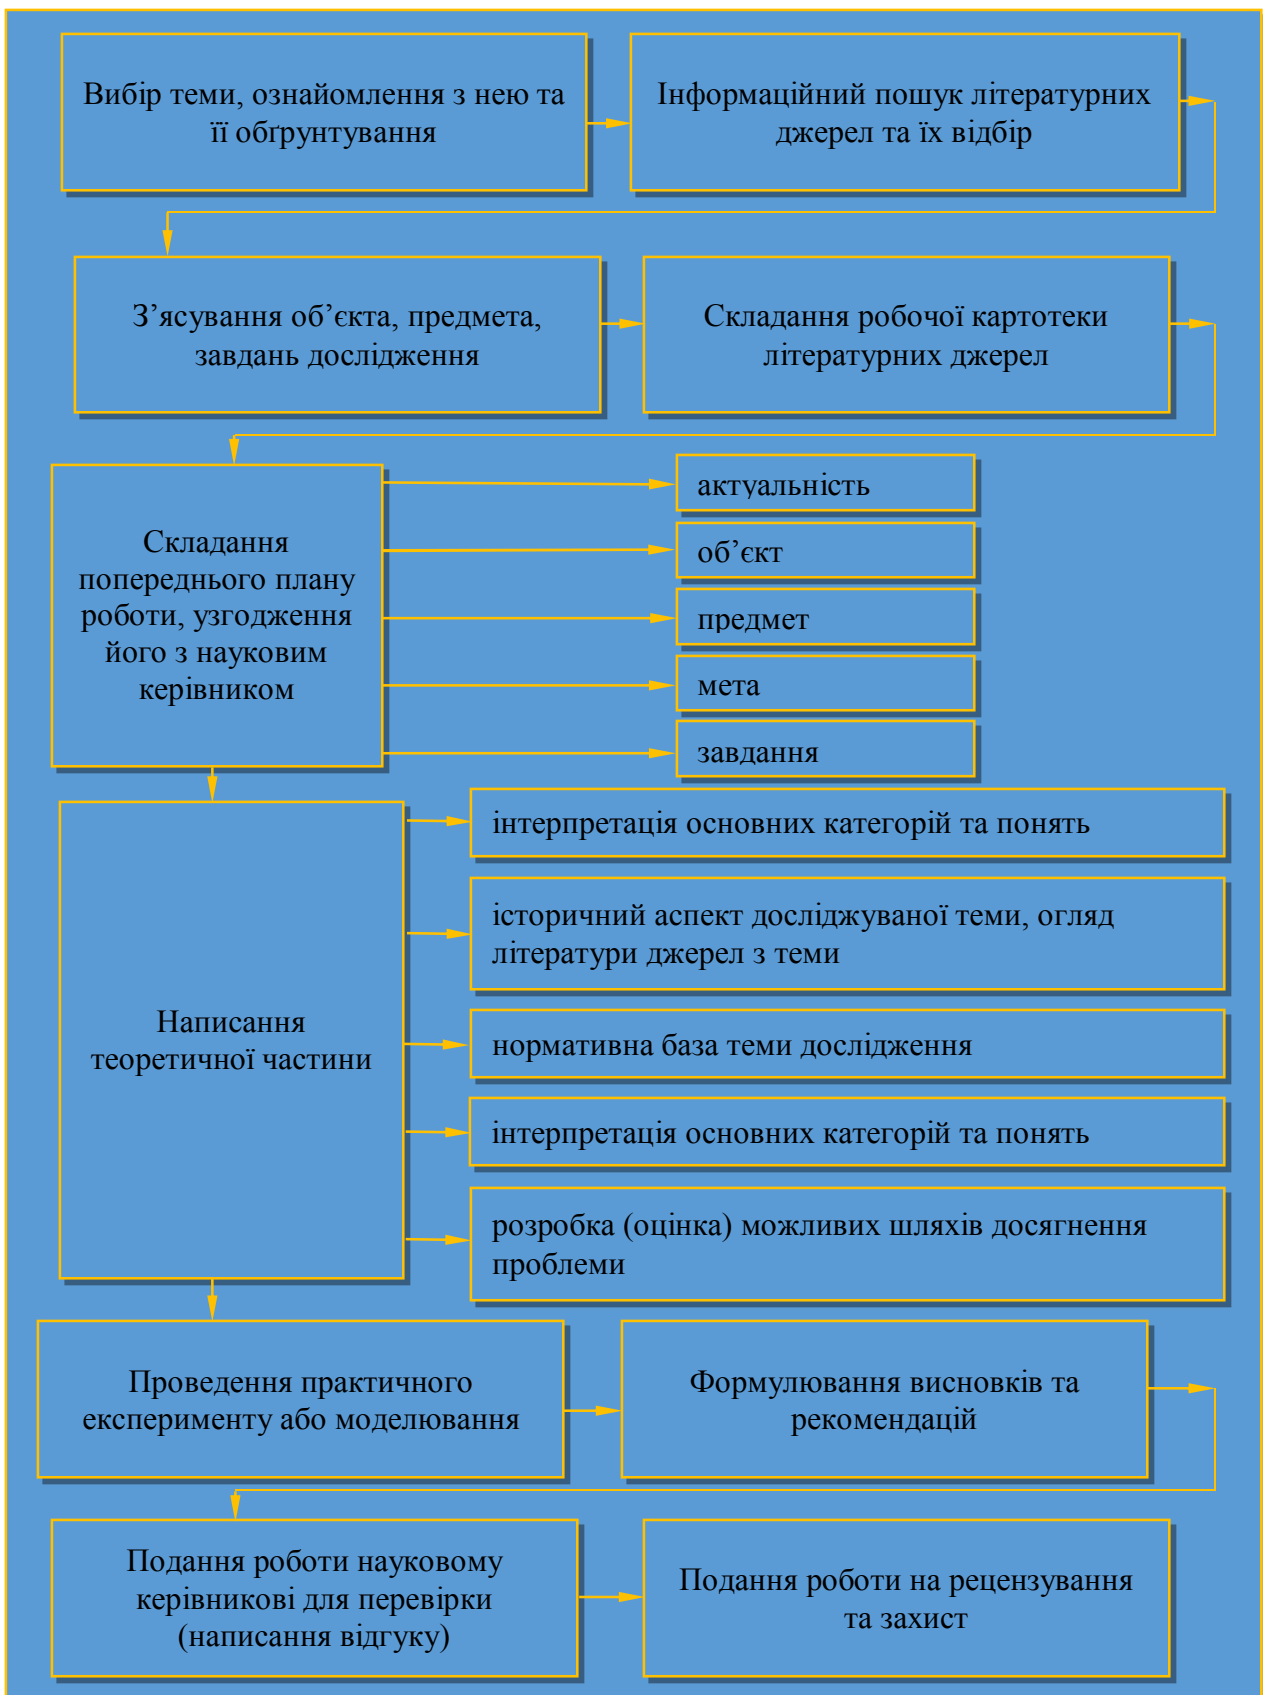 Вибір теми, ознайомлення з нею та
її обґрунтування
Інформаційний пошук літературних
джерел та їх відбір
З’ясування об’єкта, предмета,
завдань дослідження
Складання робочої картотеки
літературних джерел
Складання
попереднього плану
роботи, узгодження
його з науковим
керівником
актуальність
об’єкт
предмет
мета
завдання
Написання
теоретичної частини
інтерпретація основних категорій та понять
історичний аспект досліджуваної теми, огляд
літератури джерел з теми
нормативна база теми дослідження
інтерпретація основних категорій та понять
розробка (оцінка) можливих шляхів досягнення
проблеми
Проведення практичного
експерименту або моделювання
Формулювання висновків та
рекомендацій
Подання роботи науковому
керівникові для перевірки
(написання відгуку)
Подання роботи на рецензування
та захист